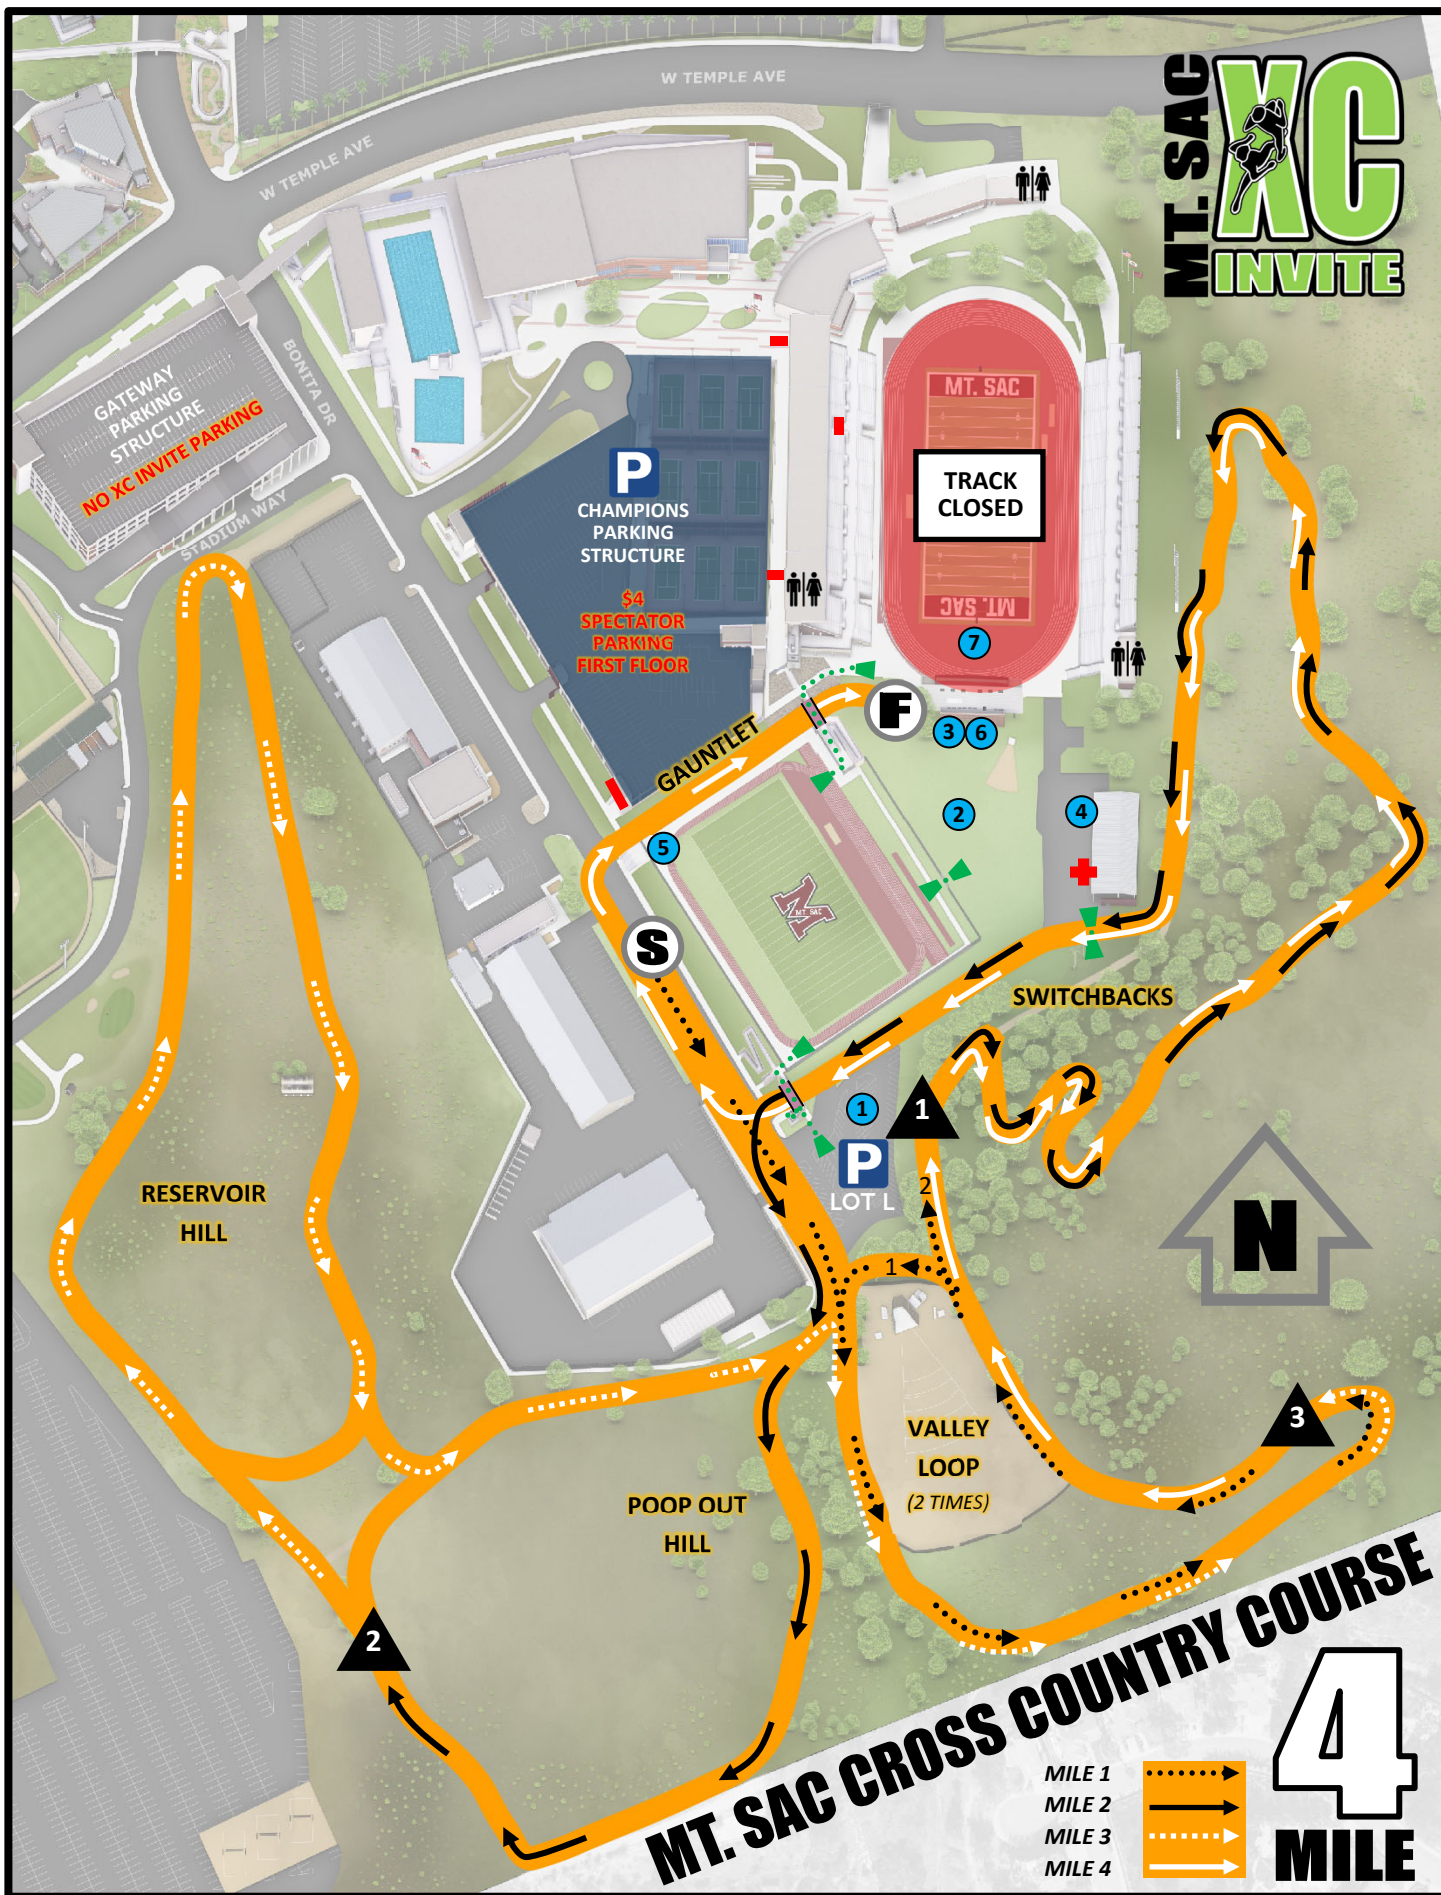 W TEMPLE AVE
MT. SAC
XC
INVITE
W TEMPLE AVE
BONITA DR
GATEWAY
PARKING
STRUCTURE
NO XC INVITE PARKING
STADIUM WAY
P
CHAMPIONS
PARKING
STRUCTURE
$4
SPECTATOR
PARKING
FIRST FLOOR
MT. SAC
TRACK
CLOSED
MT. SAC
7
F
3
6
GAUNTLET
2
4
5
M
MT. SAC
S
SWITCHBACKS
1
1
P
LOT L
2
1
N
RESERVOIR
HILL
VALLEY
LOOP
(2 TIMES)
3
POOP OUT
HILL
2
MT. SAC CROSS COUNTRY COURSE
4
MILE
MILE 1
MILE 2
MILE 3
MILE 4